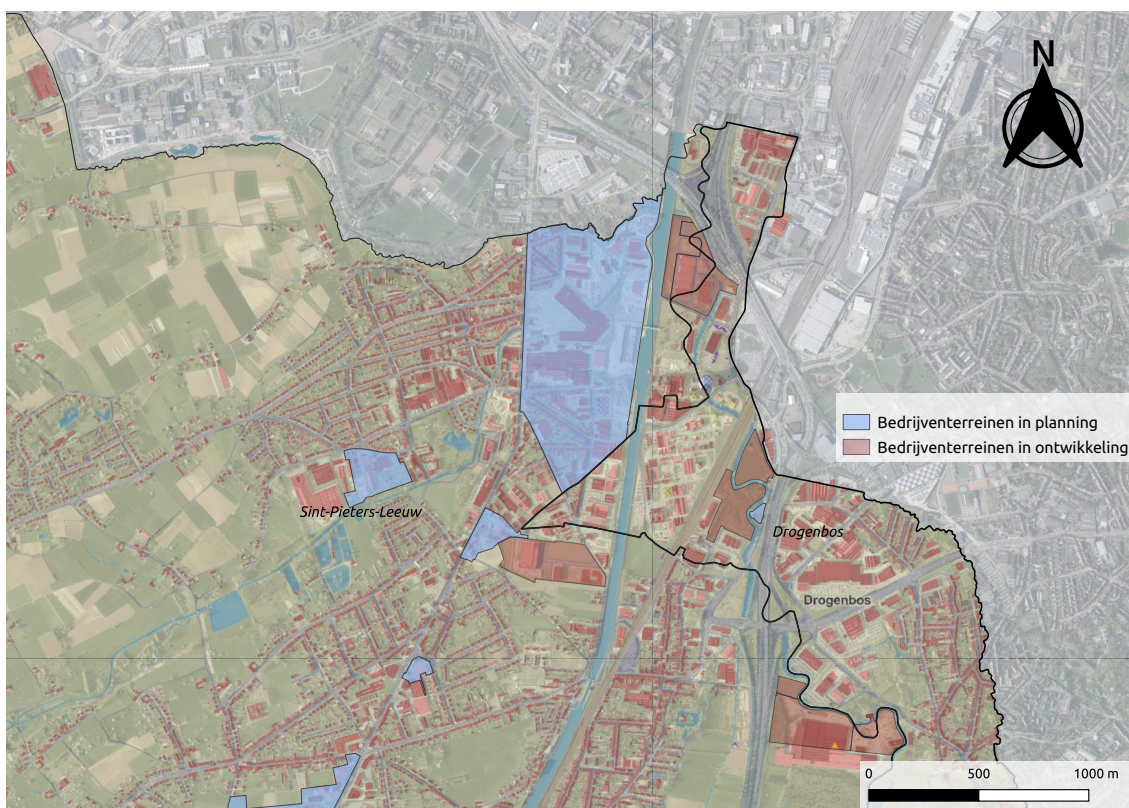 N
Bedrijventerreinen in planning
Bedrijventerreinen in ontwikkeling
Sint-Pieters-Leeuw
Drogenbos
Drogenbos
0 500 1000 m